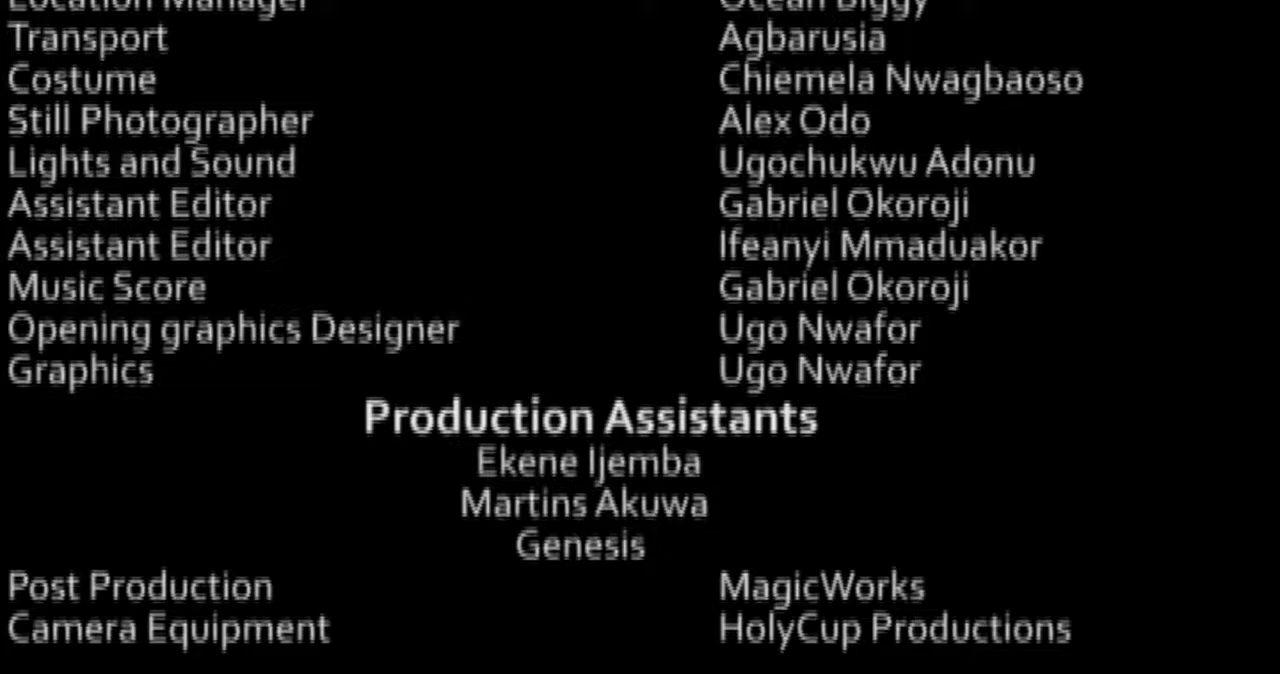 Location Manager Ocean Biggy
Transport Agbarusia
Costume Chiemela Nwagbaoso
Still Photographer Alex Odo
Lights and Sound Ugochukwu Adonu
Assistant Editor Gabriel Okoroji
Assistant Editor Ifeanyi Mmaduakor
Music Score Gabriel Okoroji
Opening graphics Designer Ugo Nwafor
Graphics Ugo Nwafor
Production Assistants
Ekene Ijemba
Martins Akuwa
Genesis
Post Production MagicWorks
Camera Equipment HolyCup Productions